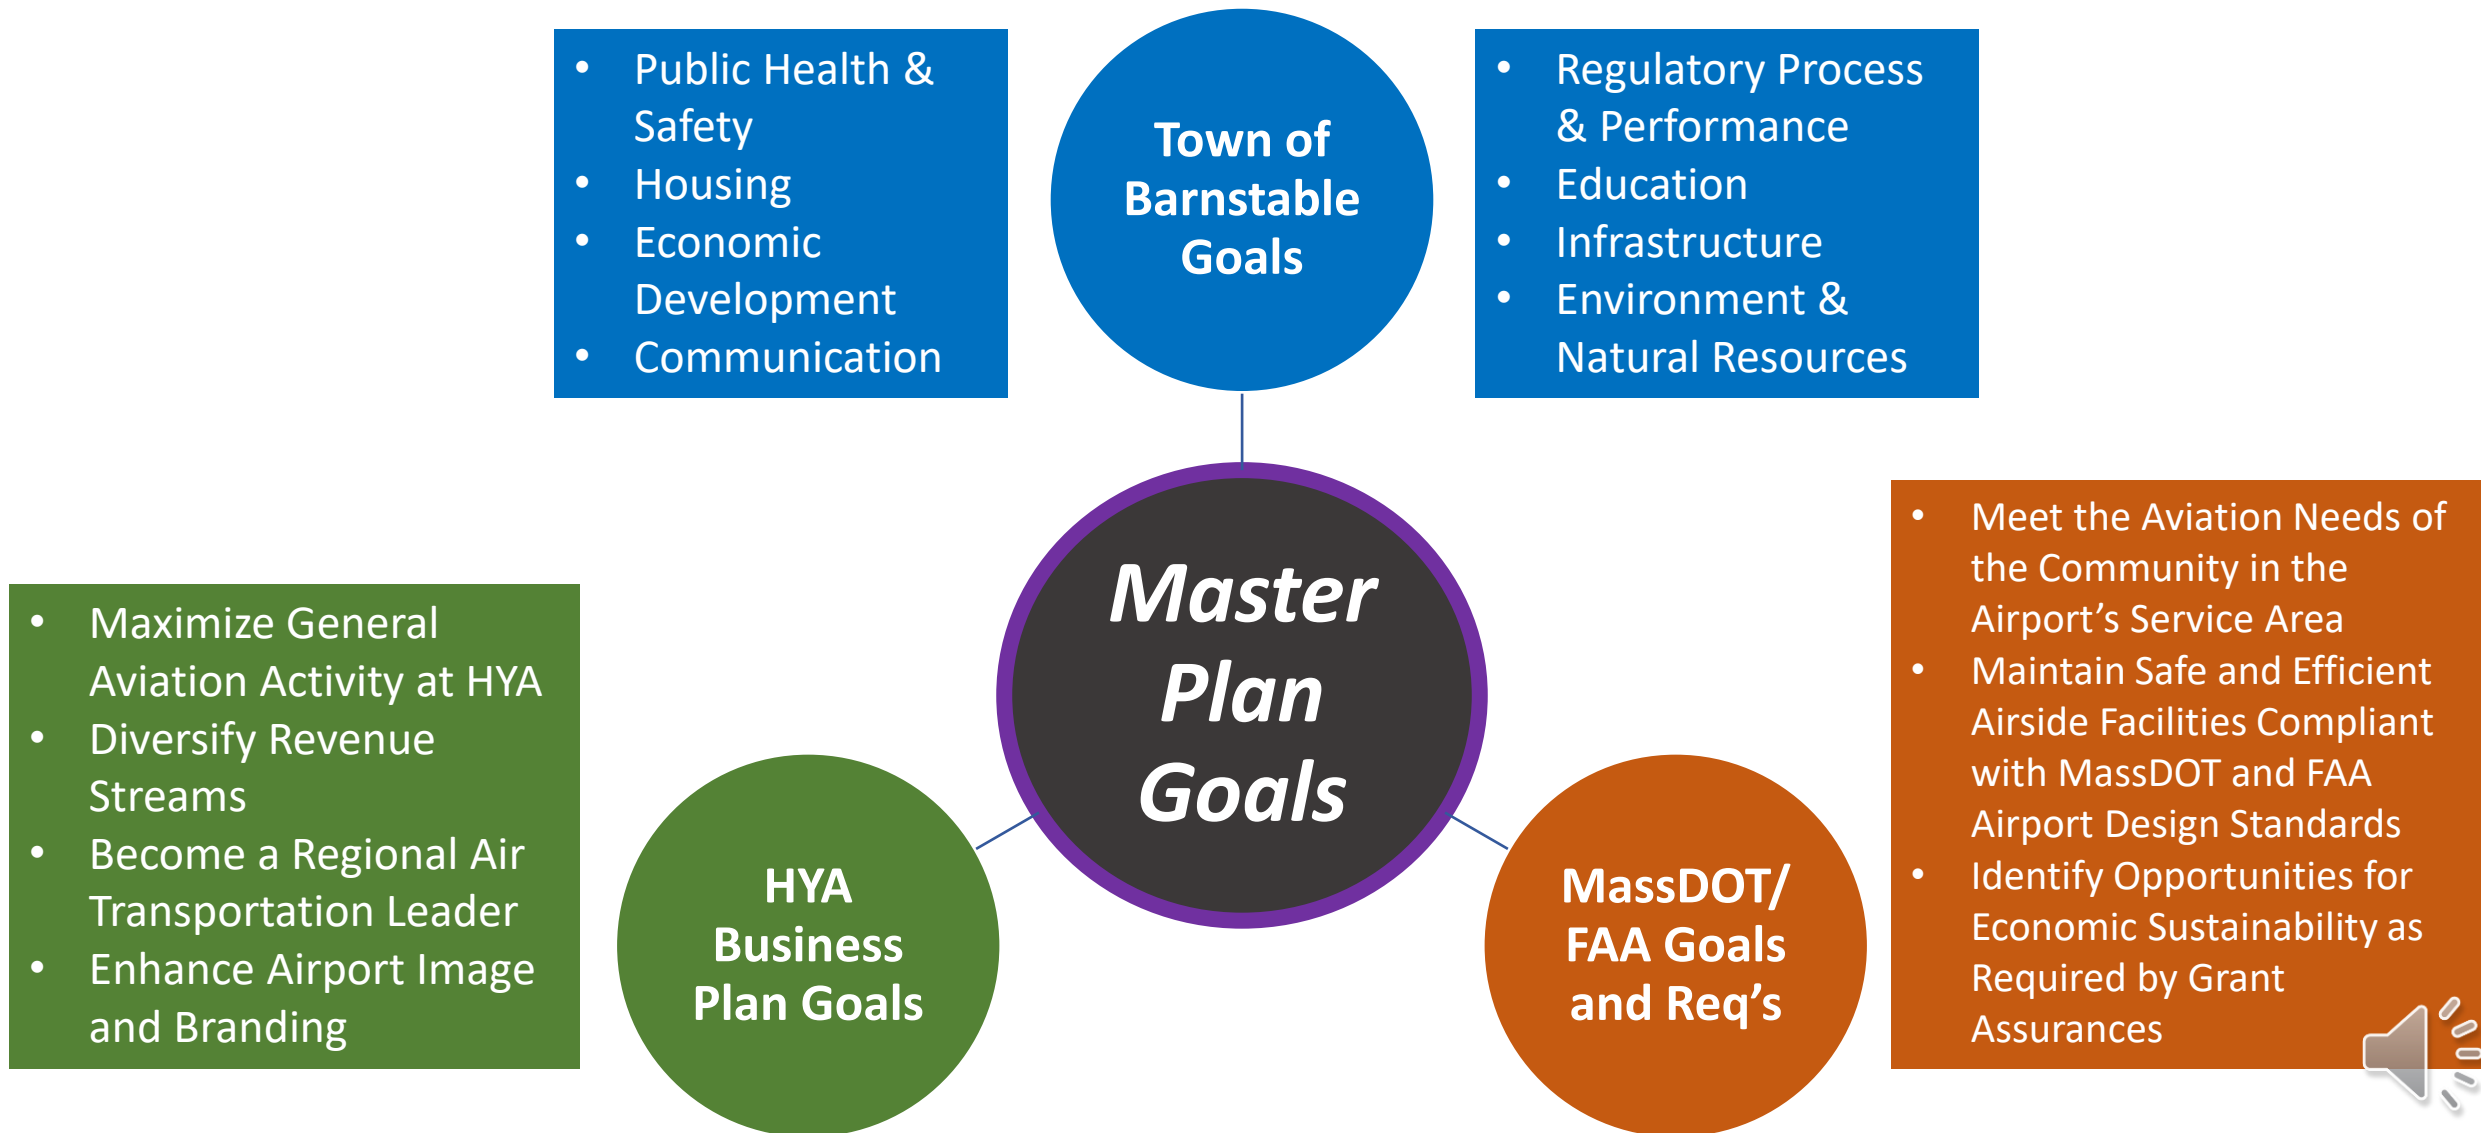 • Public Health &
Safety
• Housing
• Economic
Development
• Communication
Town of
Barnstable
Goals
• Regulatory Process
& Performance
• Education
• Infrastructure
• Environment &
Natural Resources
Master
Plan
Goals
• Maximize General
Aviation Activity at HYA
• Diversify Revenue
Streams
• Become a Regional Air
Transportation Leader
• Enhance Airport Image
and Branding
HYA
Business
Plan Goals
MassDOT/
FAA Goals
and Req’s
• Meet the Aviation Needs of
the Community in the
Airport’s Service Area
• Maintain Safe and Efficient
Airside Facilities Compliant
with MassDOT and FAA
Airport Design Standards
• Identify Opportunities for
Economic Sustainability as
Required by Grant
Assurances